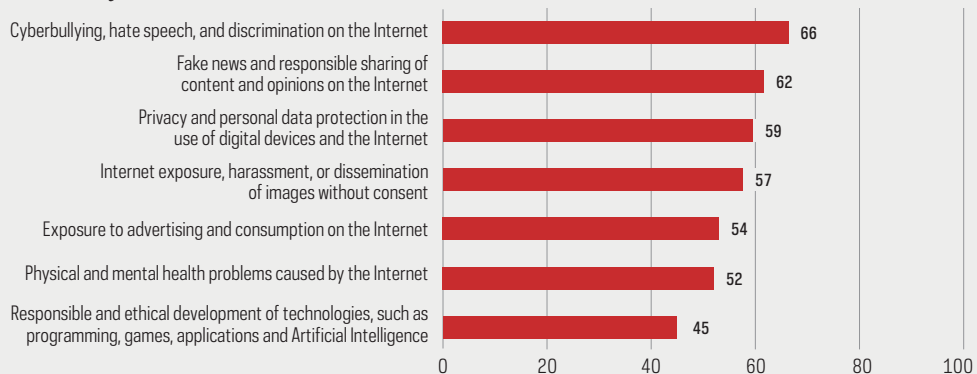 Cyberbullying, hate speech, and discrimination on the Internet 66
Fake news and responsible sharing of
content and opinions on the Internet 62
Privacy and personal data protection in the
use of digital devices and the Internet 59
Internet exposure, harassment, or dissemination
of images without consent 57
Exposure to advertising and consumption on the Internet 54
Physical and mental health problems caused by the Internet 52
Responsible and ethical development of technologies, such as
programming, games, applications and Artificial Intelligence 45
0 20 40 60 80 100